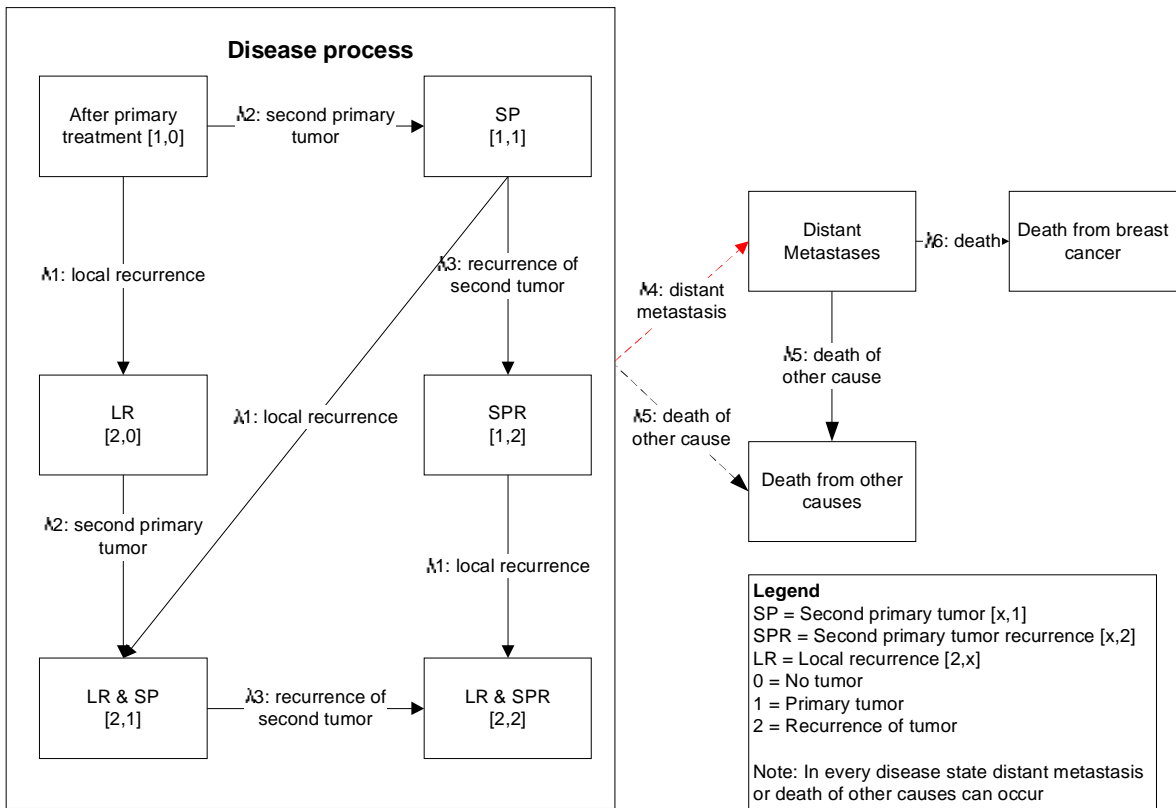 Disease process
After primary
treatment [1,0]
λ2: second primary
tumor
SP
[1,1]
λ1: local recurrence
λ3: recurrence of
second tumor
LR
[2,0]
λ1: local recurrence
SPR
[1,2]
λ2: second primary
tumor
λ1: local recurrence
LR & SP
[2,1]
λ3: recurrence of
second tumor
LR & SPR
[2,2]
λ4: distant
metastasis
λ5: death of
other cause
Distant
Metastases
λ6: death
Death from breast
cancer
λ5: death of
other cause
Death from other
causes
Legend
SP = Second primary tumor [x,1]
SPR = Second primary tumor recurrence [x,2]
LR = Local recurrence [2,x]
0 = No tumor
1 = Primary tumor
2 = Recurrence of tumor
Note: In every disease state distant metastasis
or death of other causes can occur